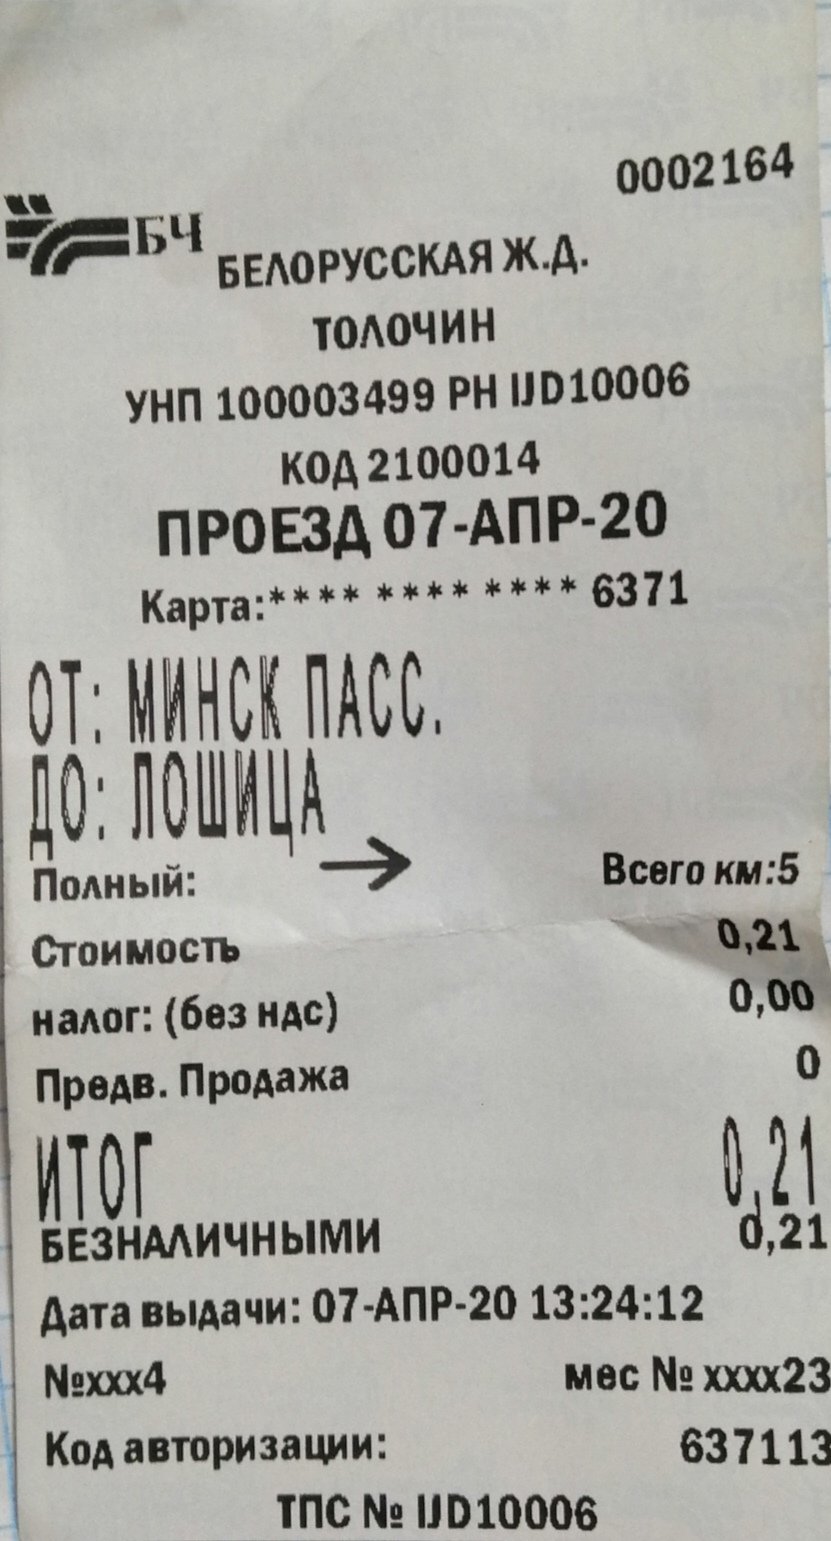 0002164
БЧ
БЕЛОРУССКАЯ Ж.Д.
ТОЛОЧИН
УНП 100003499 РН IJD10006
КОД 2100014
ПРОЕЗД 07-АПР-20
Карта:**** **** **** 6371
ОТ: МИНСК ПАСС.
ДО: ЛОШИЦА
Полный: → Всего км:5
Стоимость 0,21
налог: (без ндс) 0,00
Предв. Продажа 0
ИТОГ 0,21
БЕЗНАЛИЧНЫМИ 0,21
Дата выдачи: 07-АПР-20 13:24:12
№xxx4 мес № xxxx23
Код авторизации: 637113
ТПС № IJD10006